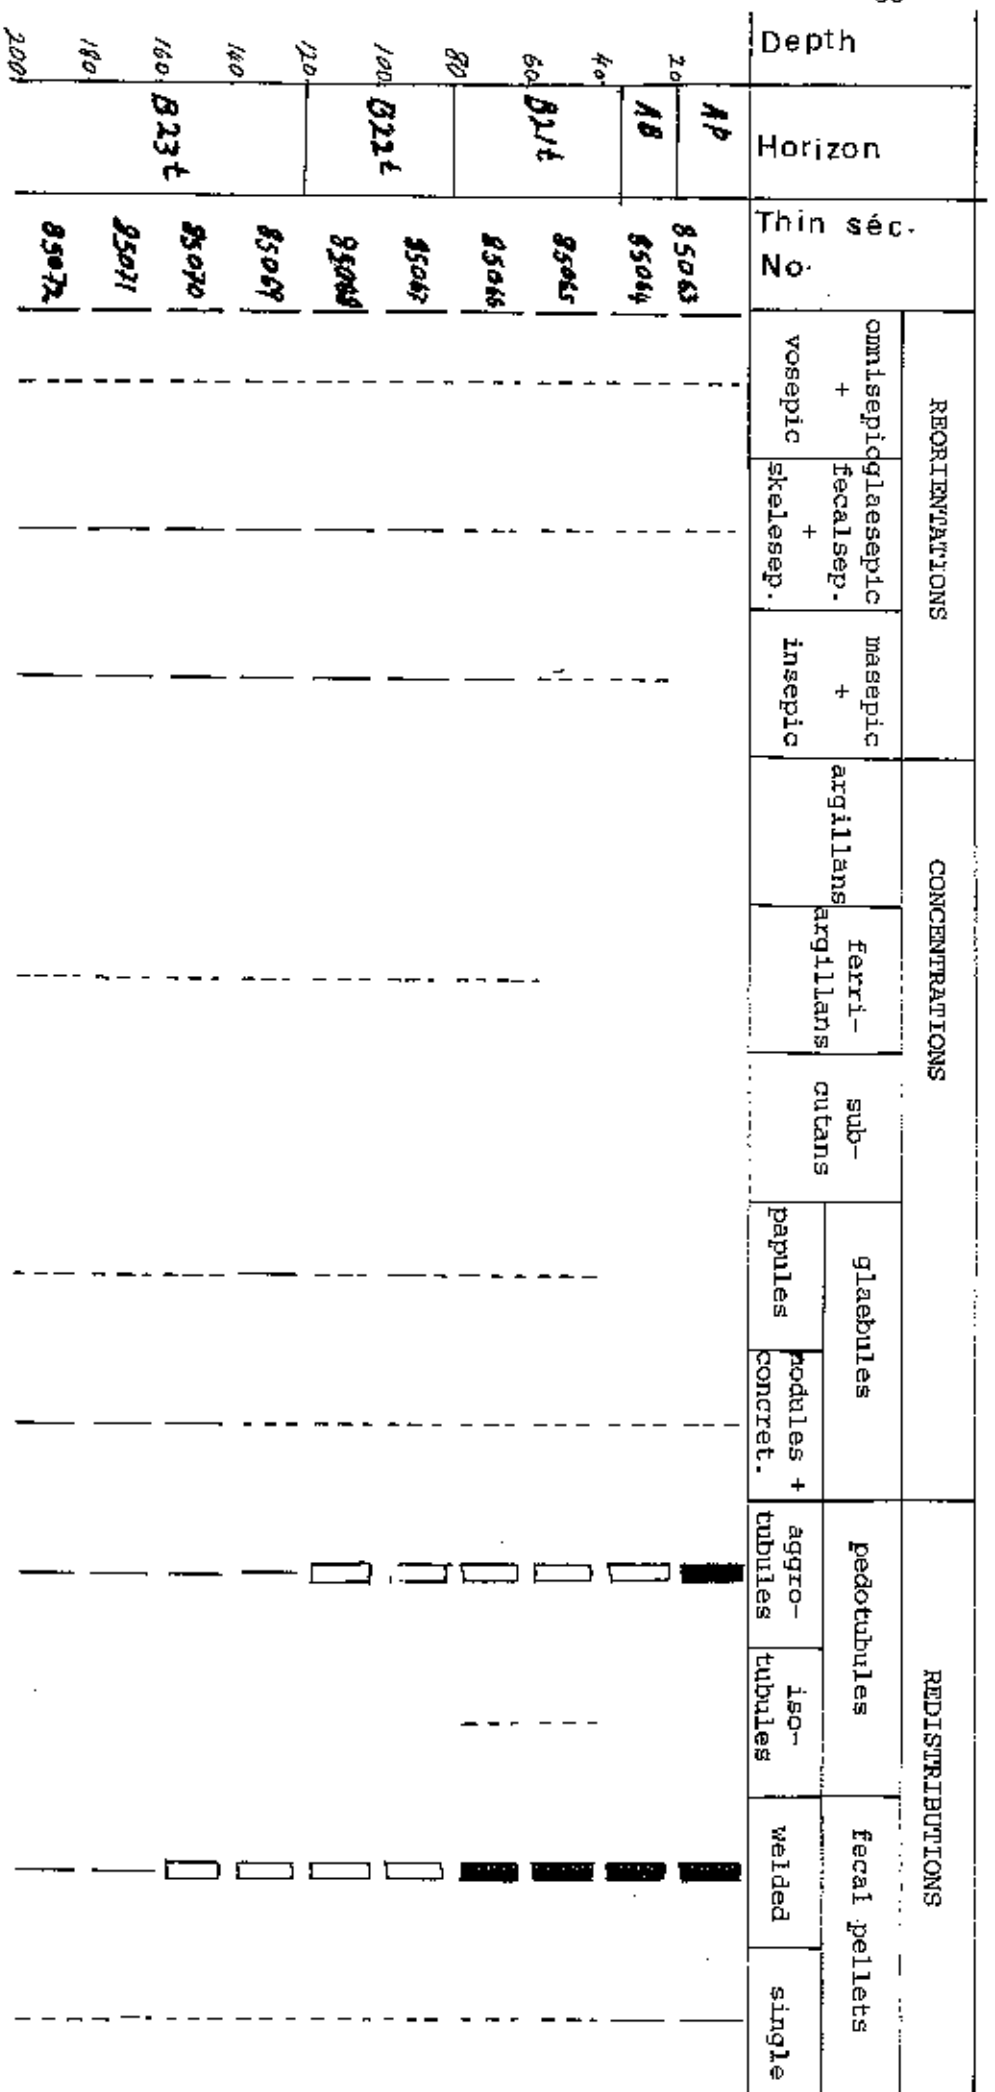 Depth
20
40
60
80
100
120
140
160
180
200
Horizon
AP
AB
B21t
B22t
B23t
Thin séc.
No.
85063
85064
85065
85066
85067
85068
85069
85070
85071
85072
REORIENTATIONS
omnisepic
+
vosepic
glaesepic
fecalsep.
+
skelesep.
masepic
+
insepic
CONCENTRATIONS
argillans
ferri-
argillans
sub-
cutans
glaebules
papules
nodules +
concret.
REDISTRIBUTIONS
pedotubules
aggro-
tubules
iso-
tubules
fecal pellets
welded
single